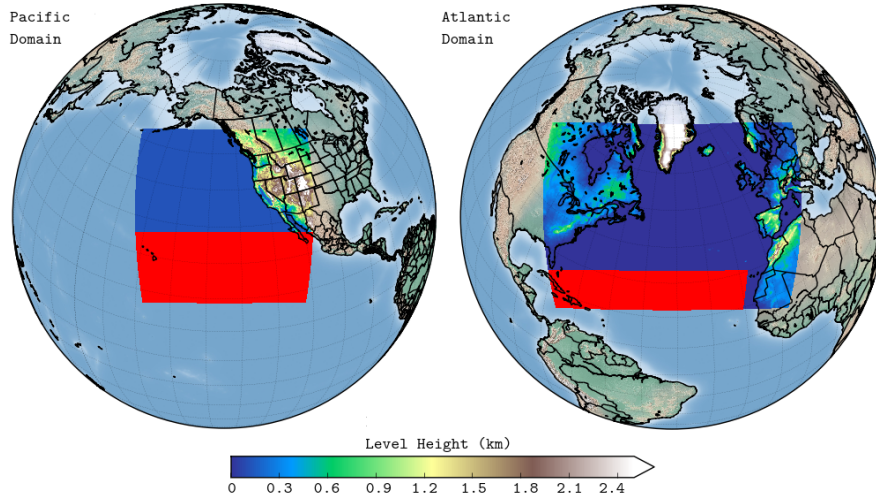 Pacific
Domain
Atlantic
Domain
Level Height (km)
0 0.3 0.6 0.9 1.2 1.5 1.8 2.1 2.4